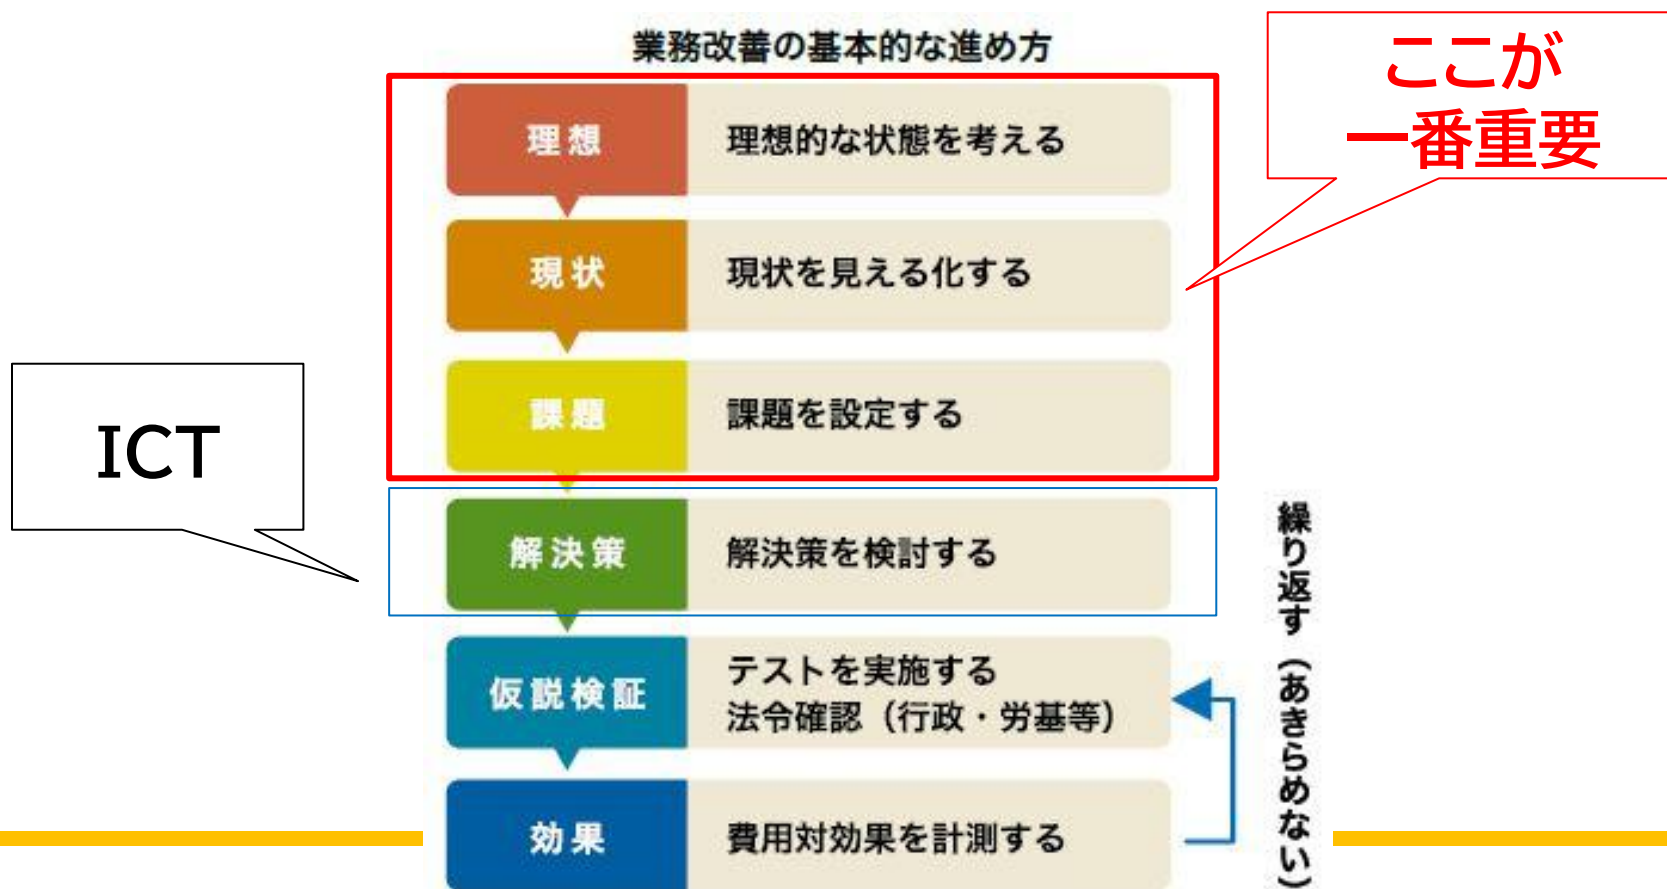 業務改善の基本的な進め方
ここが
一番重要
理想
理想的な状態を考える
現状
現状を見える化する
課題
課題を設定する
ICT
解決策
解決策を検討する
仮説検証
テストを実施する
法令確認（行政・労基等）
効果
費用対効果を計測する
繰り返す（あきらめない）